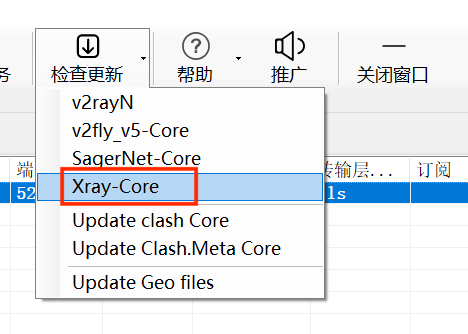 务 检查更新 帮助 推广 关闭窗口
v2rayN
v2fly_v5-Core
SagerNet-Core
端 传输层... 订阅
Xray-Core
52 ls
Update clash Core
Update Clash.Meta Core
Update Geo files